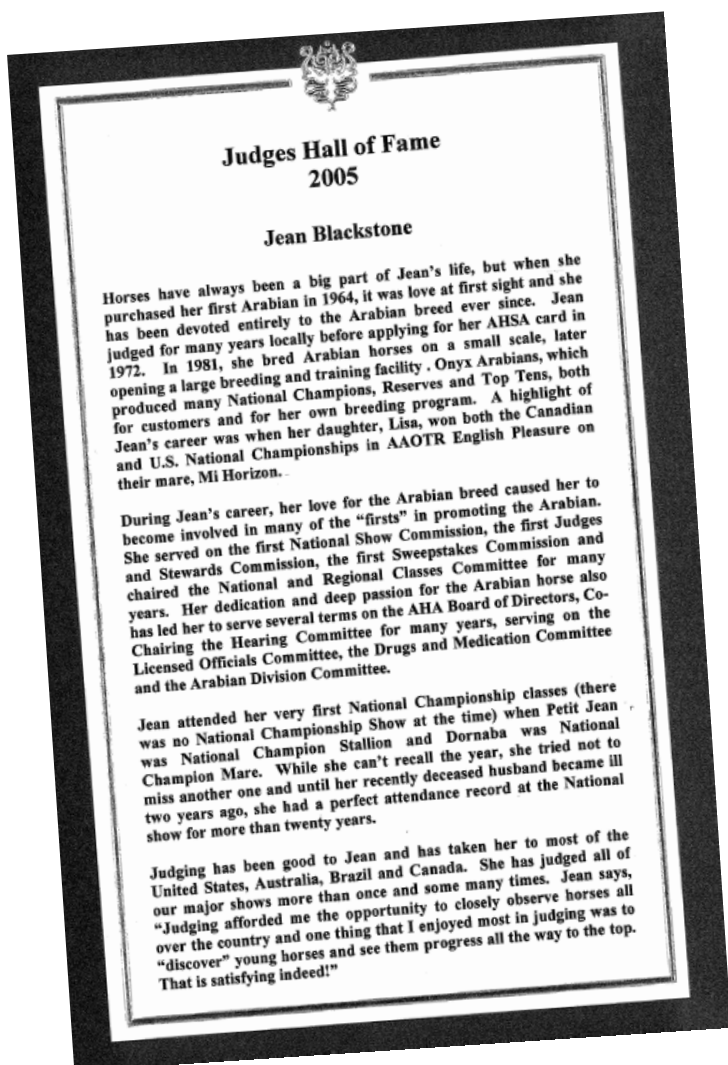 Judges Hall of Fame
2005
Jean Blackstone
Horses have always been a big part of Jean's life, but when she
purchased her first Arabian in 1964, it was love at first sight and she
has been devoted entirely to the Arabian breed ever since. Jean
judged for many years locally before applying for her AHSA card in
1972. In 1981, she bred Arabian horses on a small scale, later
opening a large breeding and training facility . Onyx Arabians, which
produced many National Champions, Reserves and Top Tens, both
for customers and for her own breeding program. A highlight of
Jean's career was when her daughter, Lisa, won both the Canadian
and U.S. National Championships in AAOTR English Pleasure on
their mare, Mi Horizon.
During Jean's career, her love for the Arabian breed caused her to
become involved in many of the "firsts" in promoting the Arabian.
She served on the first National Show Commission, the first Judges
and Stewards Commission, the first Sweepstakes Commission and
chaired the National and Regional Classes Committee for many
years. Her dedication and deep passion for the Arabian horse also
has led her to serve several terms on the AHA Board of Directors, Co-
Chairing the Hearing Committee for many years, serving on the
Licensed Officials Committee, the Drugs and Medication Committee
and the Arabian Division Committee.
Jean attended her very first National Championship classes (there
was no National Championship Show at the time) when Petit Jean
was National Champion Stallion and Dornaba was National
Champion Mare. While she can't recall the year, she tried not to
miss another one and until her recently deceased husband became ill
two years ago, she had a perfect attendance record at the National
show for more than twenty years.
Judging has been good to Jean and has taken her to most of the
United States, Australia, Brazil and Canada. She has judged all of
our major shows more than once and some many times. Jean says,
"Judging afforded me the opportunity to closely observe horses all
over the country and one thing that I enjoyed most in judging was to
"discover" young horses and see them progress all the way to the top.
That is satisfying indeed!"